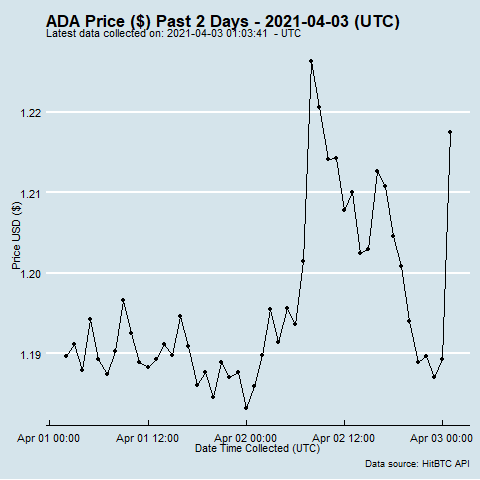 ADA Price ($) Past 2 Days - 2021-04-03 (UTC)
Latest data collected on: 2021-04-03 01:03:41  - UTC
Price USD ($)
1.22
1.21
1.20
1.19
Apr 01 00:00 Apr 01 12:00 Apr 02 00:00 Apr 02 12:00 Apr 03 00:00
Date Time Collected (UTC)
Data source: HitBTC API